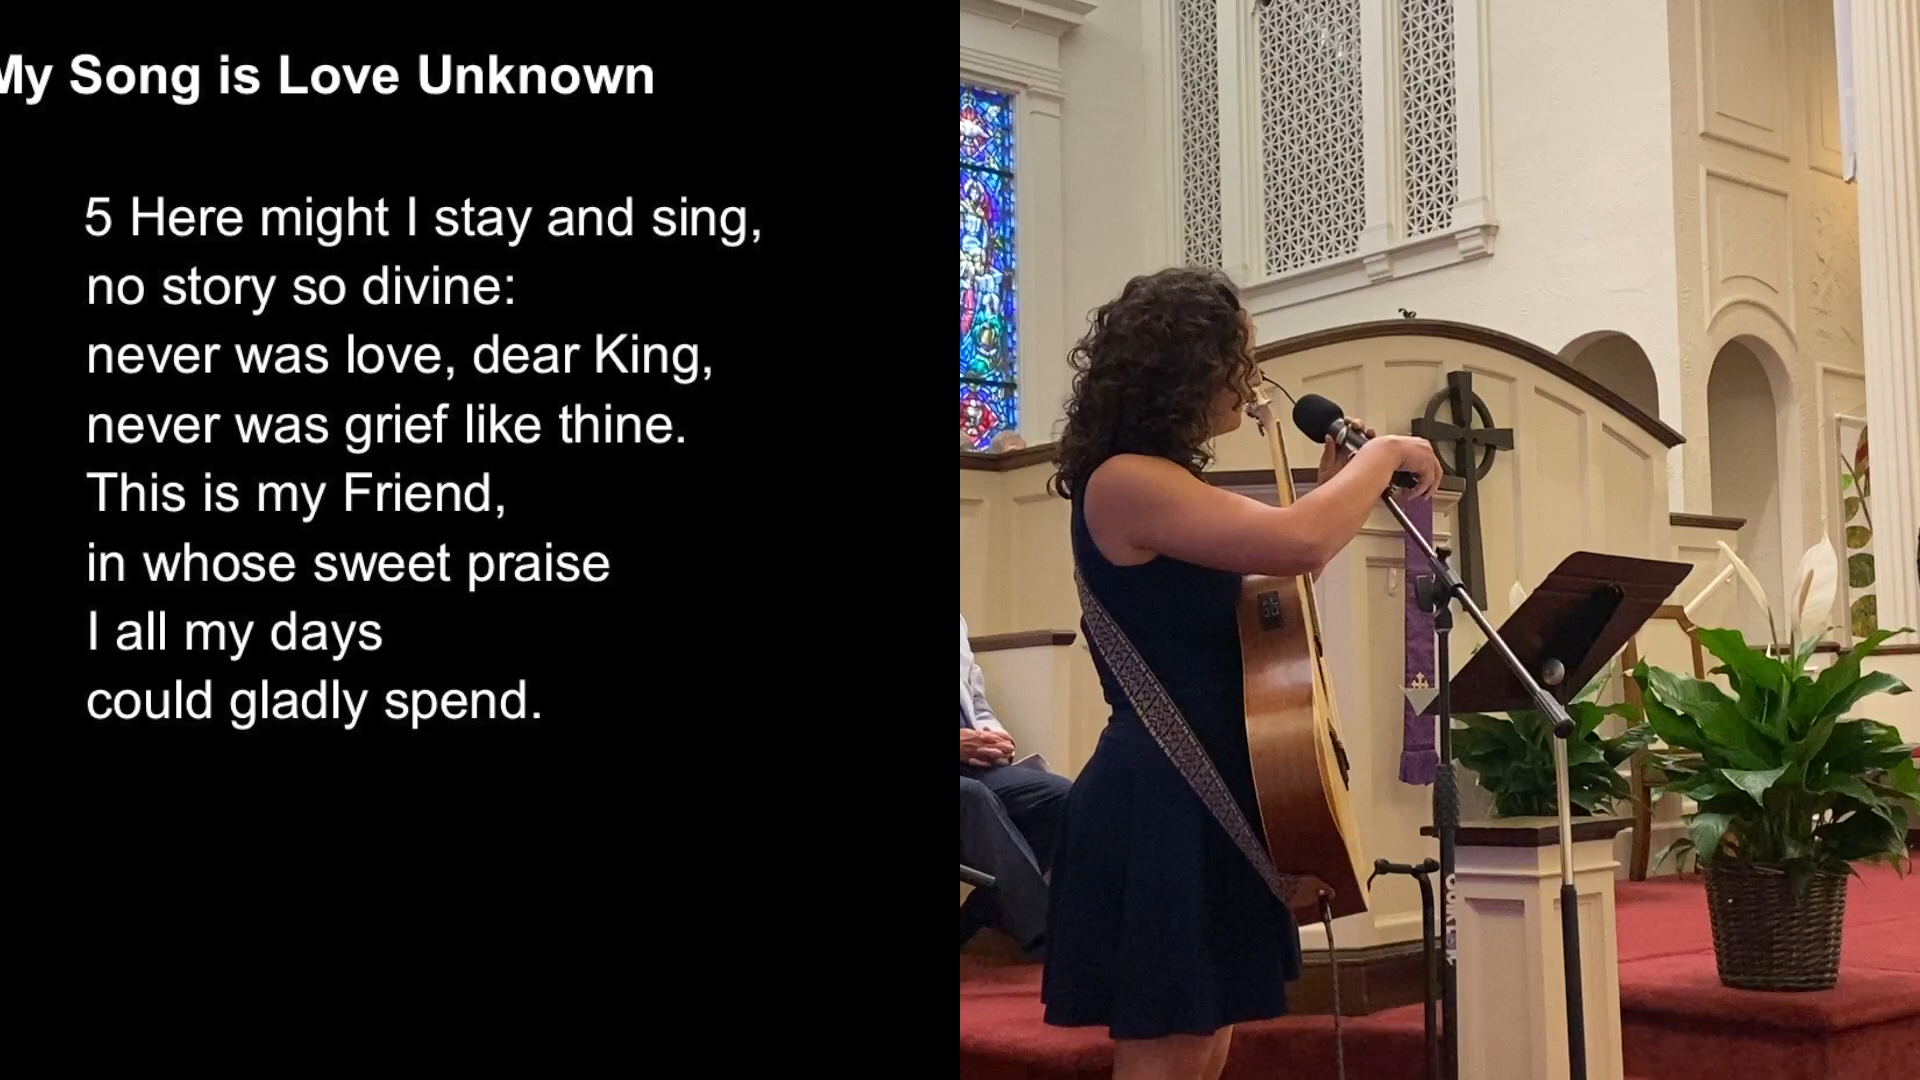 My Song is Love Unknown
5 Here might I stay and sing,
no story so divine:
never was love, dear King,
never was grief like thine.
This is my Friend,
in whose sweet praise
I all my days
could gladly spend.